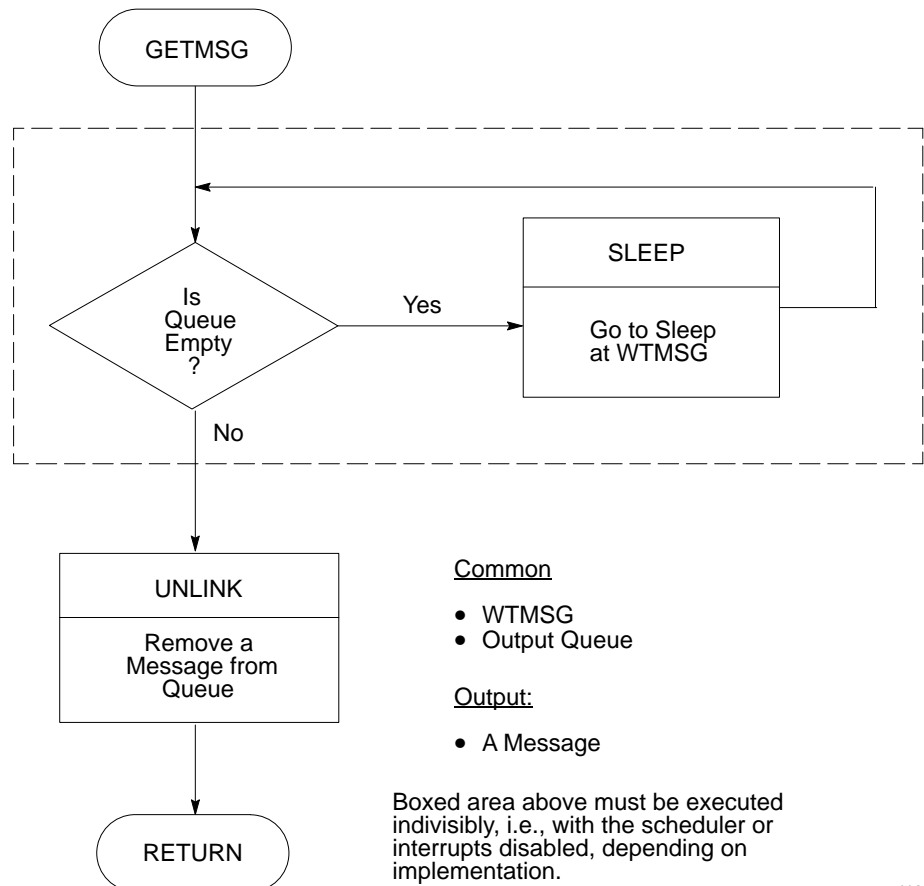 GETMSG
SLEEP
Is
Queue
Empty
?
Yes
Go to Sleep
at WTMSG
No
UNLINK
Remove a
Message from
Queue
Common
• WTMSG
• Output Queue
Output:
• A Message
Boxed area above must be executed
indivisibly, i.e., with the scheduler or
interrupts disabled, depending on
implementation.
RETURN